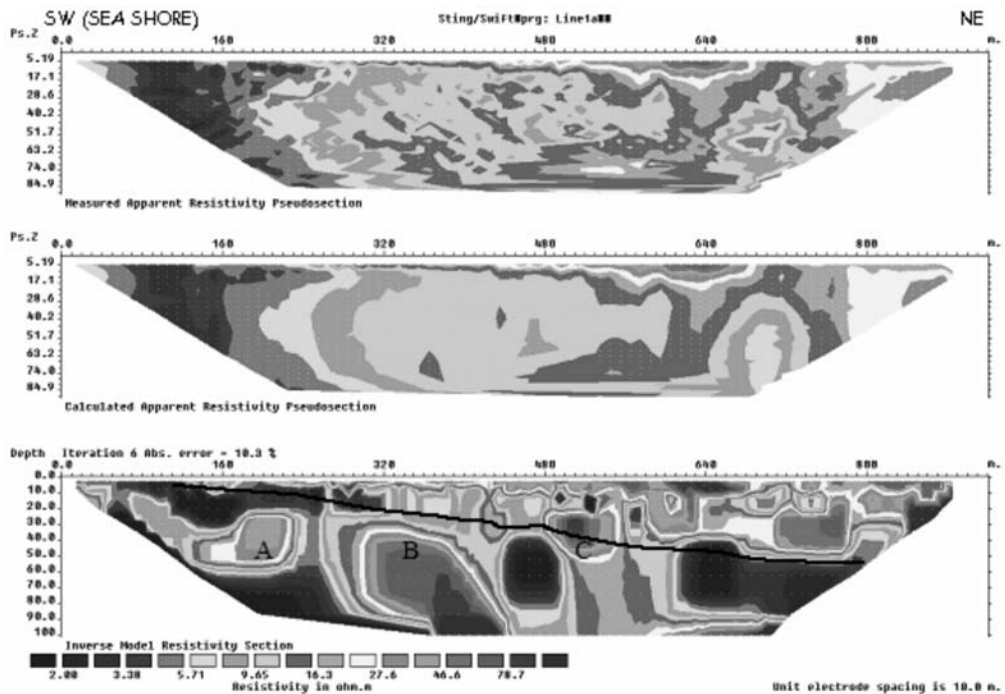 SW (SEA SHORE) Sting/Swift■prg: Line1a■■ NE
Ps.Z 0.0 160 320 480 640 800 m.
5.19
17.1
28.6
40.2
51.7
63.2
74.0
84.9
Measured Apparent Resistivity Pseudosection
Ps.Z 0.0 160 320 480 640 800 m.
5.19
17.1
28.6
40.2
51.7
63.2
74.0
84.9
Calculated Apparent Resistivity Pseudosection
Depth Iteration 6 Abs. error = 10.3 %
0.0 160 320 480 640 800 m.
0.0
10.0
20.0
30.0
40.0
50.0
60.0
70.0
80.0
90.0
100
A B C
Inverse Model Resistivity Section
2.00 3.38 5.71 9.65 16.3 27.6 46.6 78.7
Resistivity in ohm.m
Unit electrode spacing is 10.0 m.